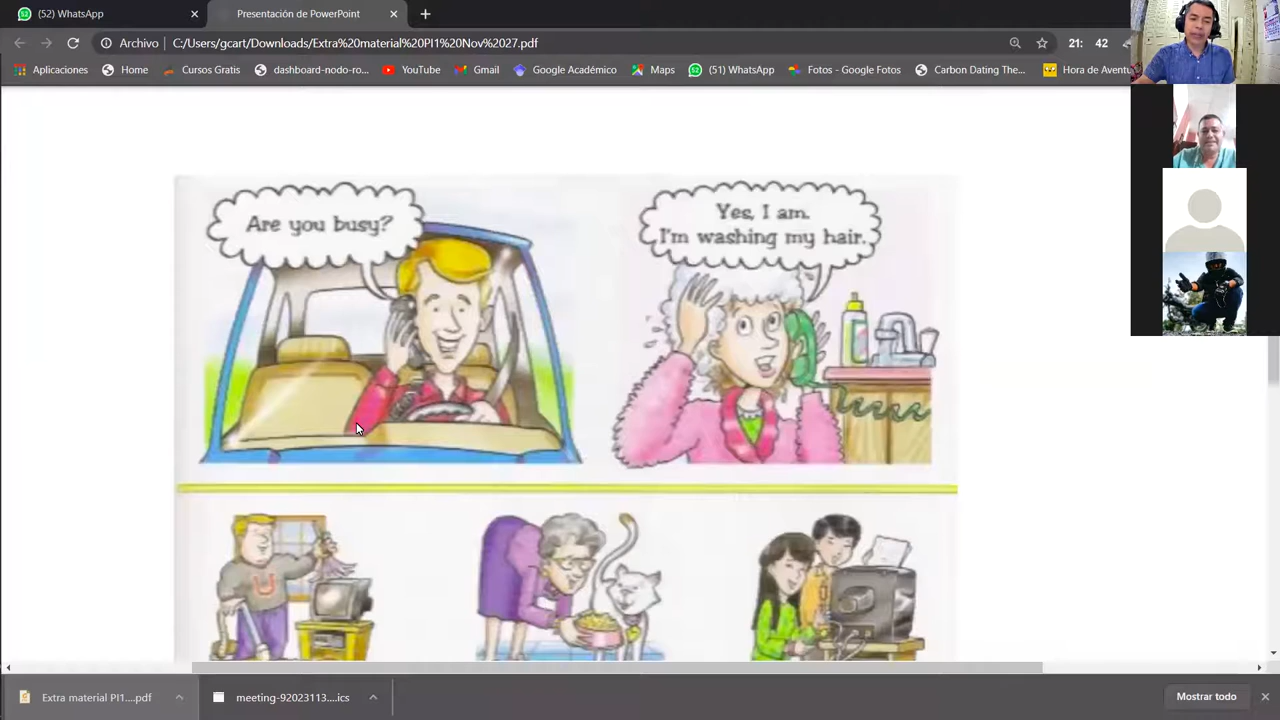 (52) WhatsApp
Presentación de PowerPoint
Archivo
C:/Users/gcart/Downloads/Extra%20material%20PI1%20Nov%2027.pdf
21: 42
Aplicaciones
Home
Cursos Gratis
dashboard-nodo-ro...
YouTube
Gmail
Google Académico
Maps
(51) WhatsApp
Fotos - Google Fotos
Carbon Dating The...
Hora de Aventu
Are you busy?
Yes, I am.
I'm washing my hair.
U
Extra material PI1....pdf
meeting-92023113....ics
Mostrar todo